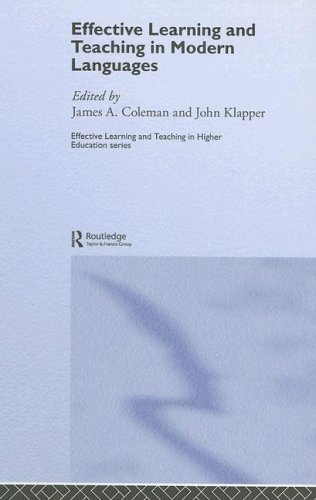 Effective Learning and
Teaching in Modern
Languages
Edited by
James A. Coleman and John Klapper
Effective Learning and Teaching in Higher
Education series
Routledge
Taylor & Francis Group